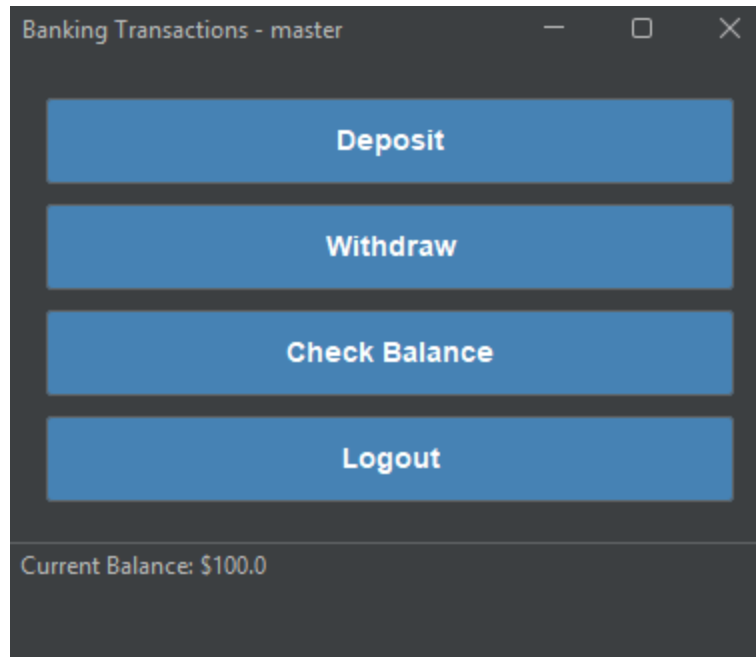 Banking Transactions - master
Deposit
Withdraw
Check Balance
Logout
Current Balance: $100.0